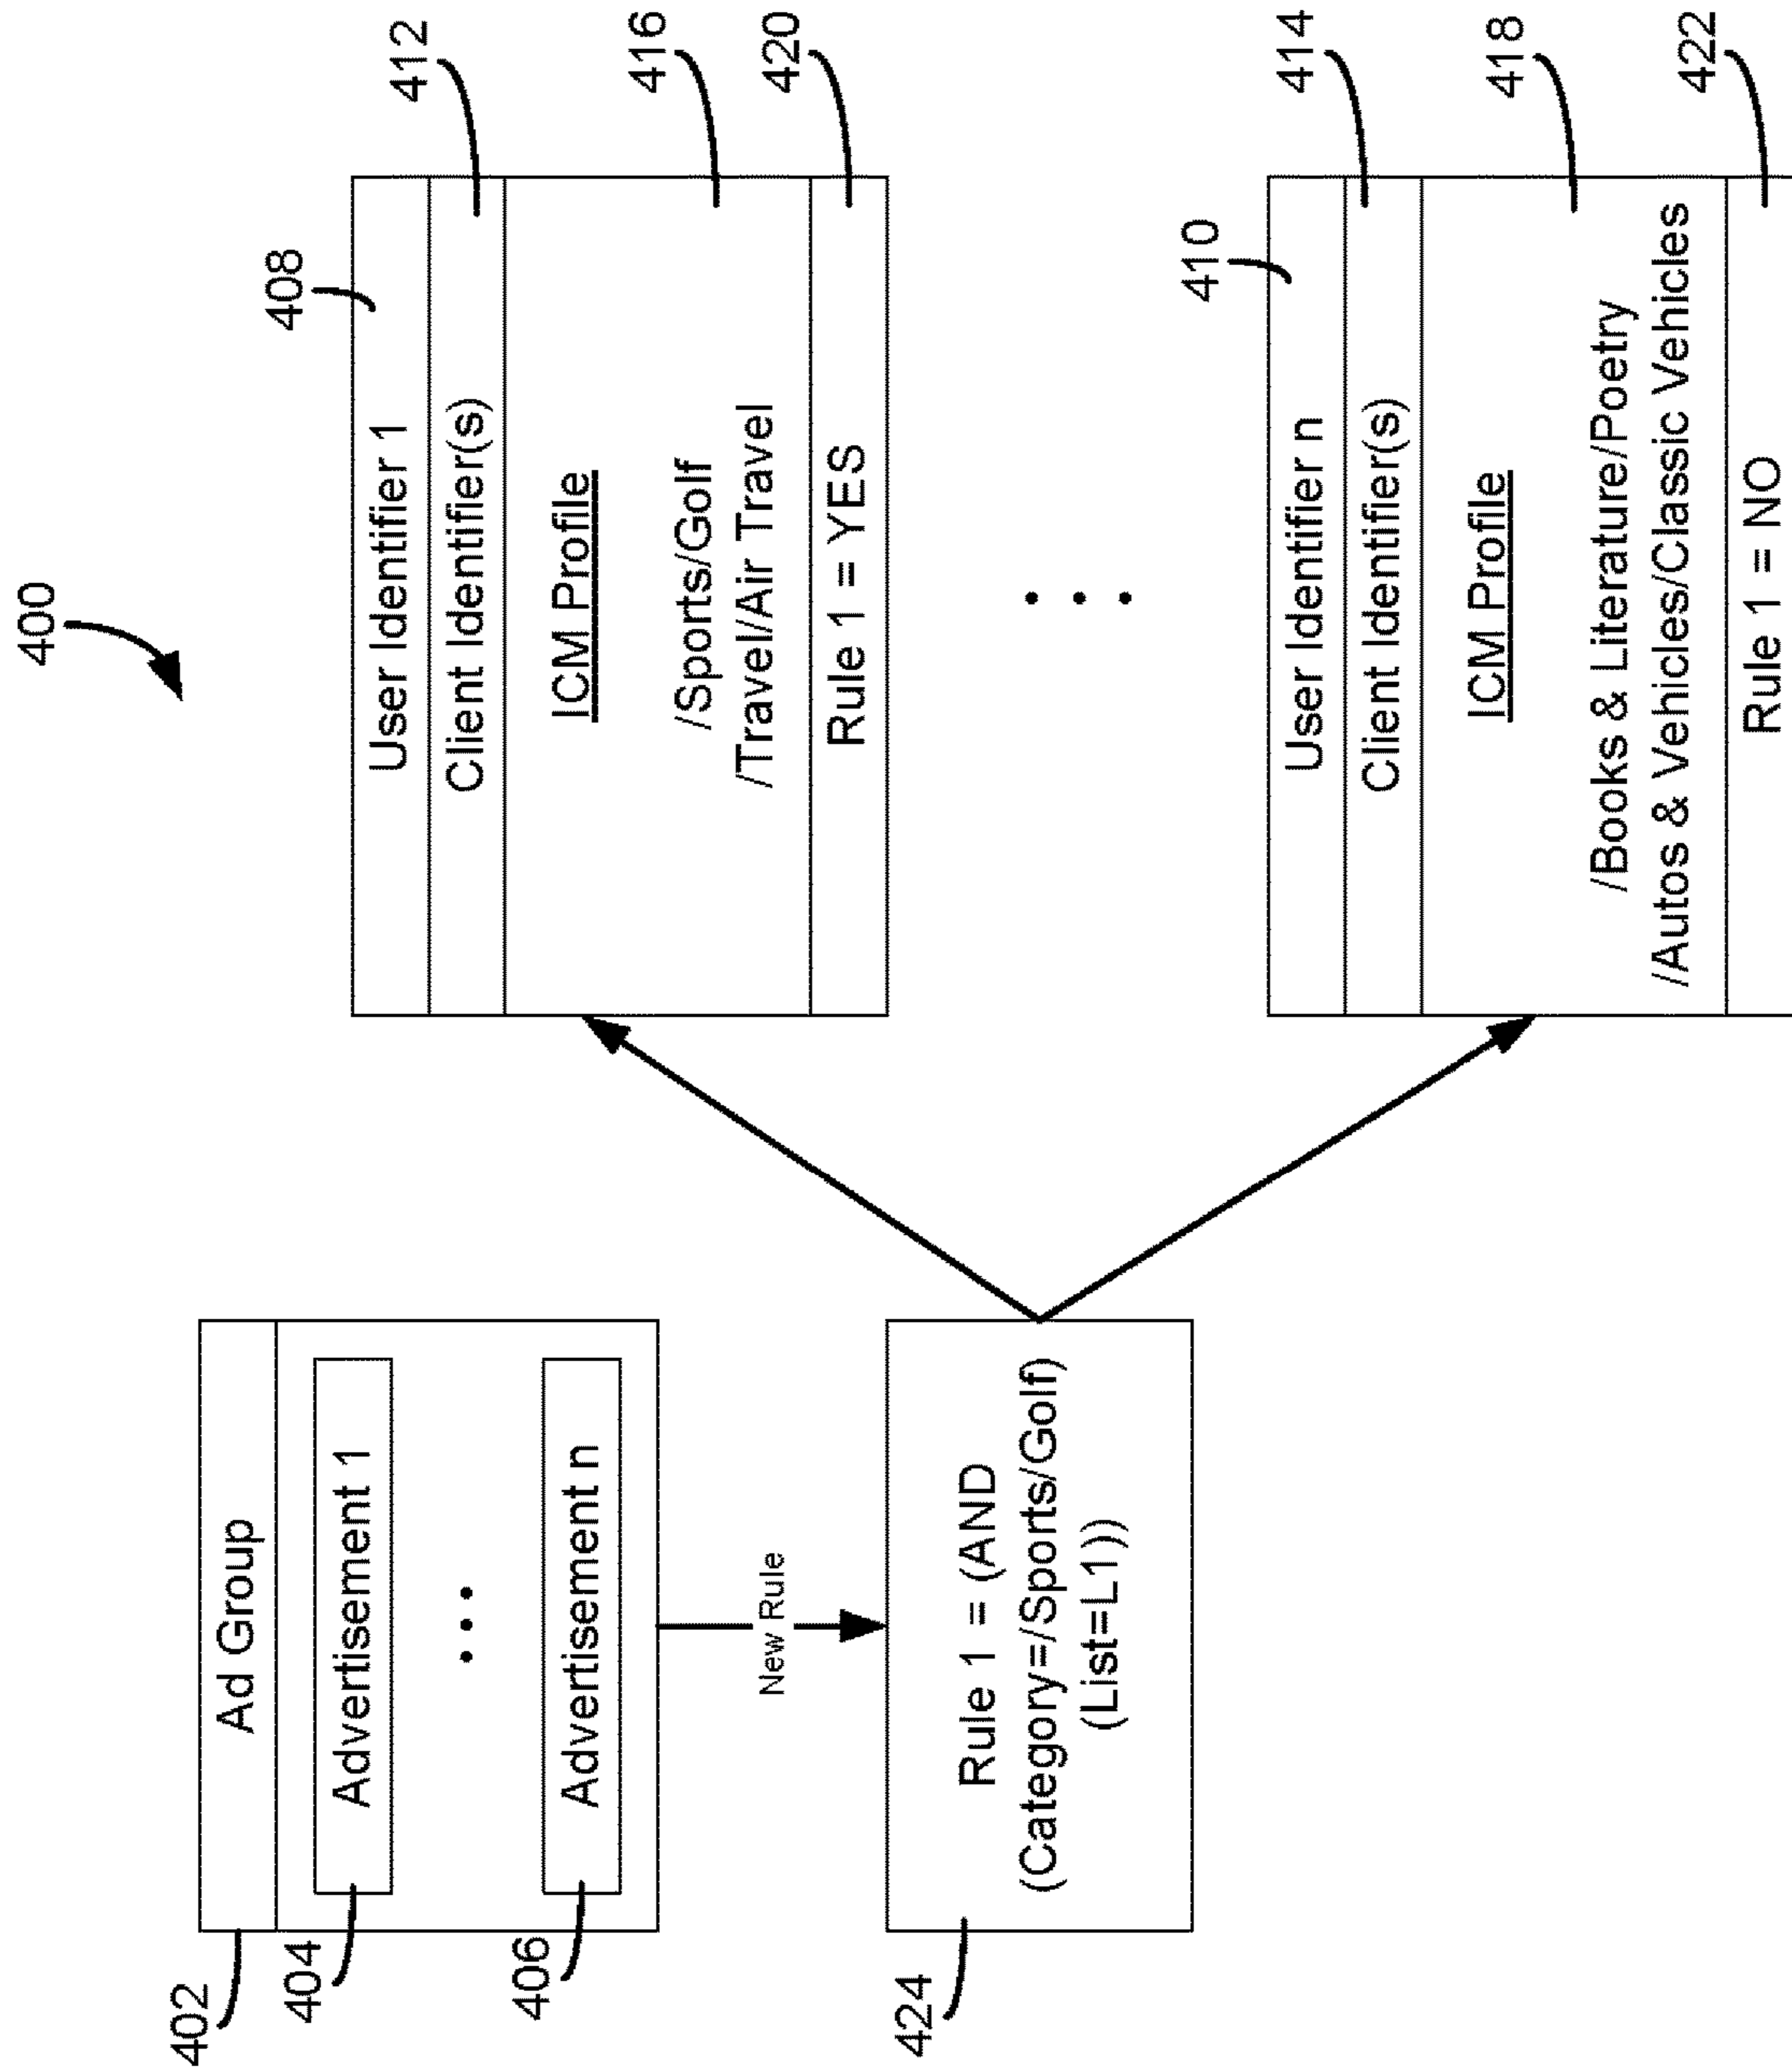 400
402
Ad Group
404
Advertisement 1
...
406
Advertisement n
New Rule
424
Rule 1 = (AND
(Category=/Sports/Golf)
(List=L1))
408
User Identifier 1
412
Client Identifier(s)
ICM Profile
416
/Sports/Golf
/Travel/Air Travel
420
Rule 1 = YES
...
410
User Identifier n
414
Client Identifier(s)
ICM Profile
418
/Books & Literature/Poetry
/Autos & Vehicles/Classic Vehicles
422
Rule 1 = NO